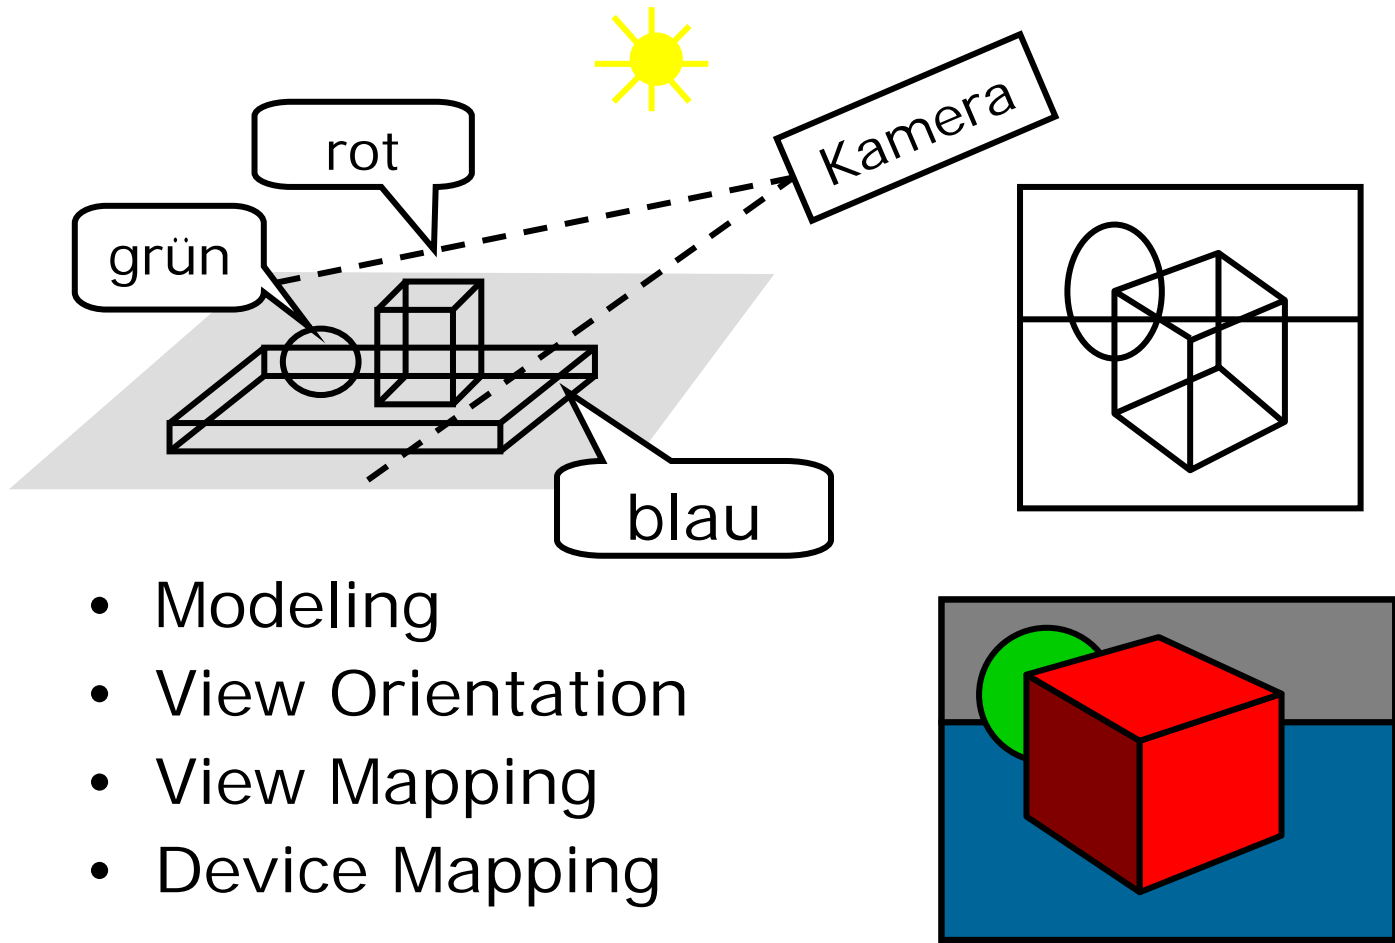 rot
Kamera
grün
blau
• Modeling
• View Orientation
• View Mapping
• Device Mapping